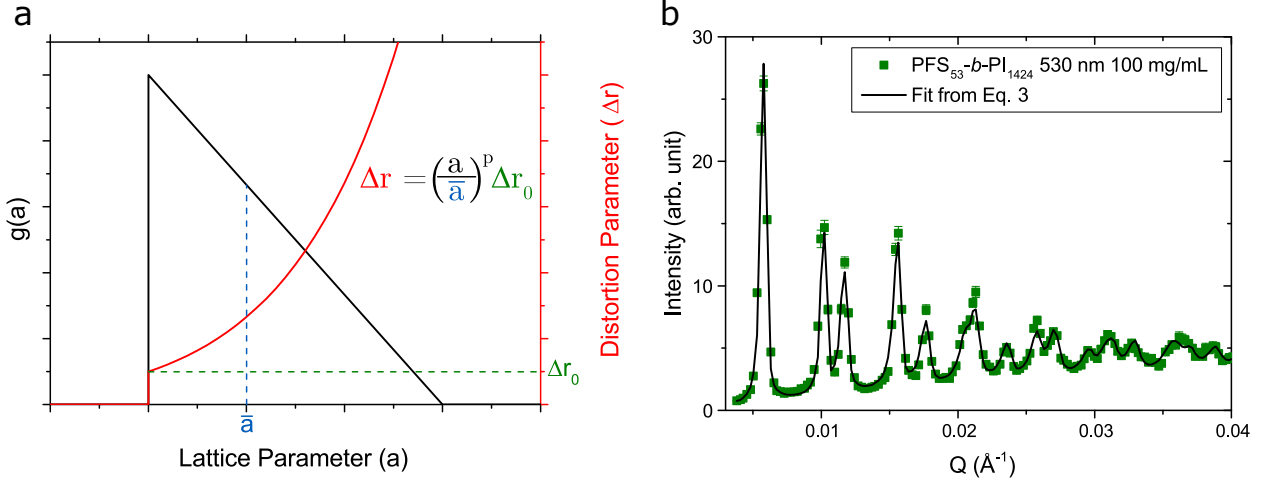 a
g(a)
Δr = (a/a̅)ᵖ Δr₀
Δr₀
a̅
Lattice Parameter (a)
Distortion Parameter (Δr)
b
30
20
10
0
Intensity (arb. unit)
PFS₅₃-b-PI₁₄₂₄ 530 nm 100 mg/mL
Fit from Eq. 3
0.01
0.02
0.03
0.04
Q (Å⁻¹)